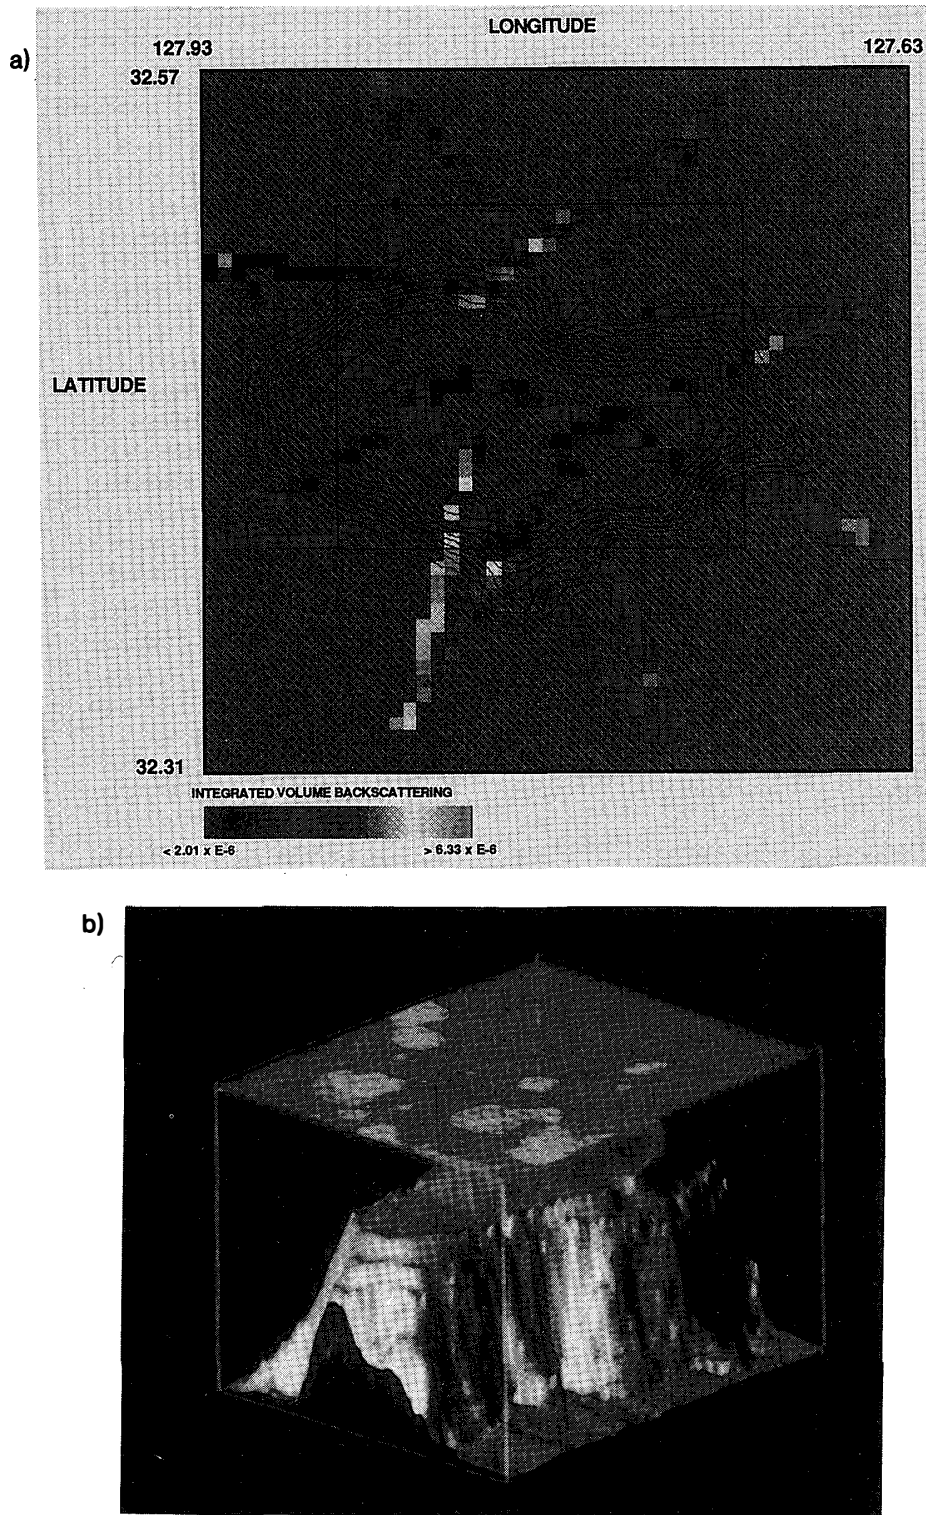 LONGITUDE
127.93
127.63
a)
32.57
LATITUDE
32.31
INTEGRATED VOLUME BACKSCATTERING
< 2.01 x E-6
> 6.33 x E-6
b)